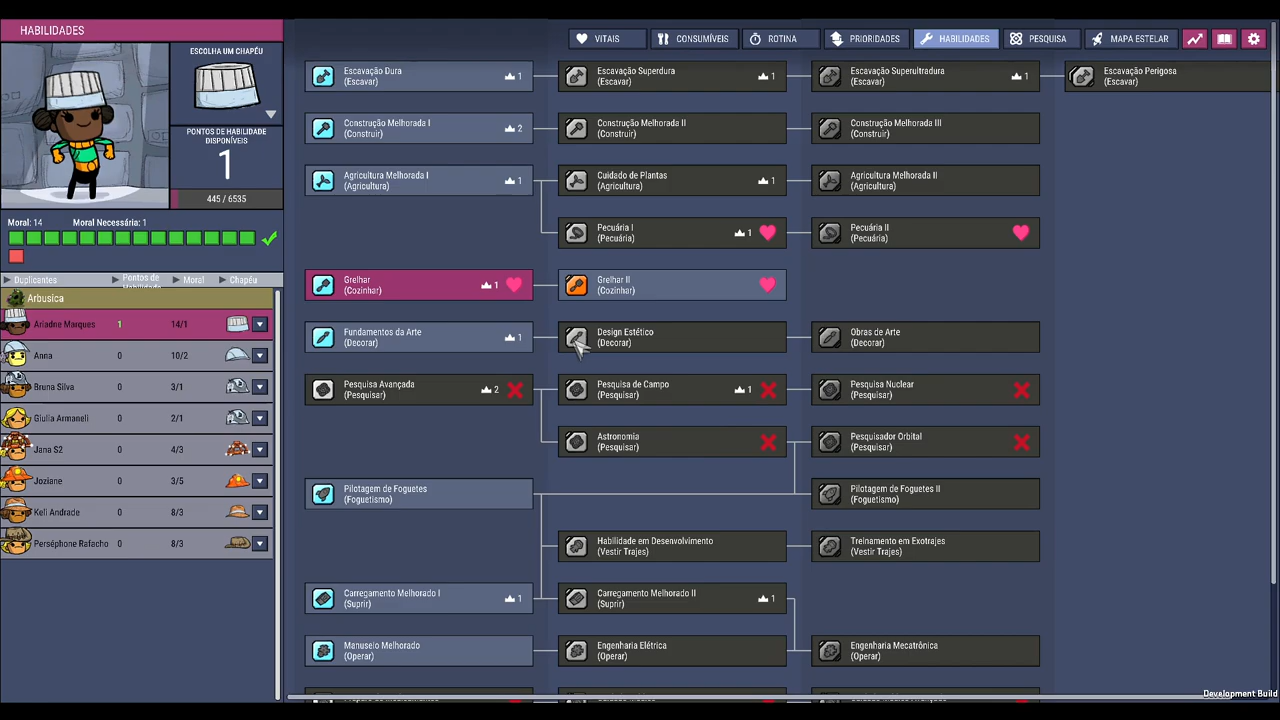 HABILIDADES
VITAIS
CONSUMÍVEIS
ROTINA
PRIORIDADES
HABILIDADES
PESQUISA
MAPA ESTELAR
ESCOLHA UM CHAPÉU
PONTOS DE HABILIDADE
DISPONÍVEIS
1
445 / 6535
Moral: 14
Moral Necessária: 1
Duplicantes
Pontos de
Habilidade
Moral
Chapéu
Arbusica
Ariadne Marques 1 14/1
Anna 0 10/2
Bruna Silva 0 3/1
Giulia Armaneli 0 2/1
Jana S2 0 4/3
Joziane 0 3/5
Keli Andrade 0 8/3
Perséphone Rafacho 0 8/3
Escavação Dura
(Escavar)
1
Escavação Superdura
(Escavar)
1
Escavação Superultradura
(Escavar)
1
Escavação Perigosa
(Escavar)
Construção Melhorada I
(Construir)
2
Construção Melhorada II
(Construir)
Construção Melhorada III
(Construir)
Agricultura Melhorada I
(Agricultura)
1
Cuidado de Plantas
(Agricultura)
1
Agricultura Melhorada II
(Agricultura)
Pecuária I
(Pecuária)
1
Pecuária II
(Pecuária)
Grelhar
(Cozinhar)
1
Grelhar II
(Cozinhar)
Fundamentos da Arte
(Decorar)
1
Design Estético
(Decorar)
Obras de Arte
(Decorar)
Pesquisa Avançada
(Pesquisar)
2
Pesquisa de Campo
(Pesquisar)
1
Pesquisa Nuclear
(Pesquisar)
Astronomia
(Pesquisar)
Pesquisador Orbital
(Pesquisar)
Pilotagem de Foguetes
(Foguetismo)
Pilotagem de Foguetes II
(Foguetismo)
Habilidade em Desenvolvimento
(Vestir Trajes)
Treinamento em Exotrajes
(Vestir Trajes)
Carregamento Melhorado I
(Suprir)
1
Carregamento Melhorado II
(Suprir)
1
Manuseio Melhorado
(Operar)
Engenharia Elétrica
(Operar)
Engenharia Mecatrônica
(Operar)
Development Build